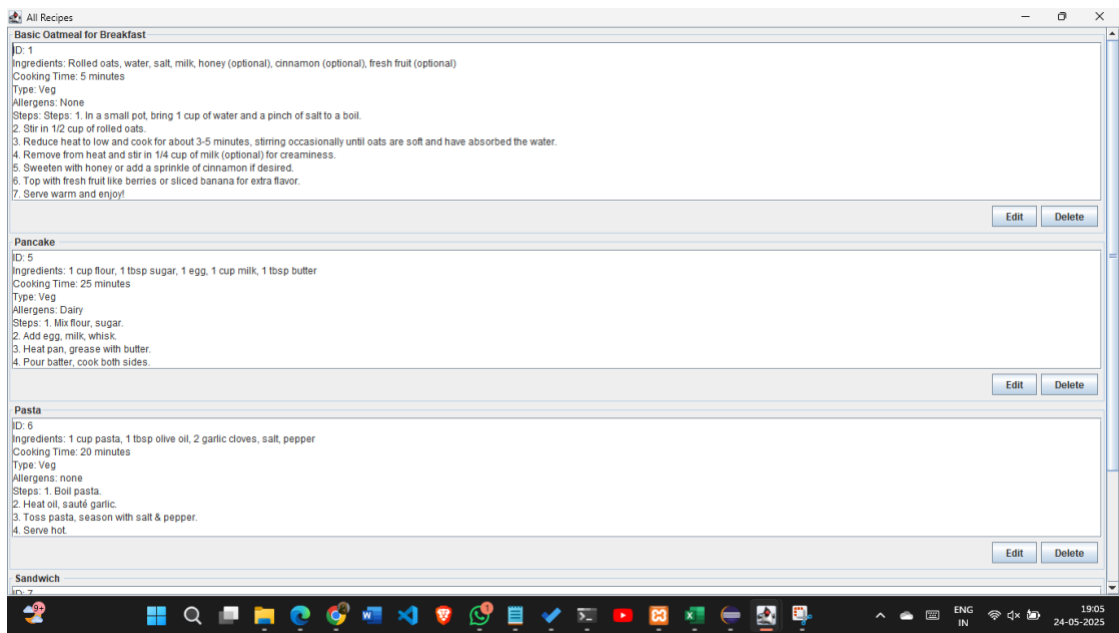 All Recipes
Basic Oatmeal for Breakfast
ID: 1
Ingredients: Rolled oats, water, salt, milk, honey (optional), cinnamon (optional), fresh fruit (optional)
Cooking Time: 5 minutes
Type: Veg
Allergens: None
Steps: Steps: 1. In a small pot, bring 1 cup of water and a pinch of salt to a boil.
2. Stir in 1/2 cup of rolled oats.
3. Reduce heat to low and cook for about 3-5 minutes, stirring occasionally until oats are soft and have absorbed the water.
4. Remove from heat and stir in 1/4 cup of milk (optional) for creaminess.
5. Sweeten with honey or add a sprinkle of cinnamon if desired.
6. Top with fresh fruit like berries or sliced banana for extra flavor.
7. Serve warm and enjoy!
Edit Delete
Pancake
ID: 5
Ingredients: 1 cup flour, 1 tbsp sugar, 1 egg, 1 cup milk, 1 tbsp butter
Cooking Time: 25 minutes
Type: Veg
Allergens: Dairy
Steps: 1. Mix flour, sugar.
2. Add egg, milk, whisk.
3. Heat pan, grease with butter.
4. Pour batter, cook both sides.
Edit Delete
Pasta
ID: 6
Ingredients: 1 cup pasta, 1 tbsp olive oil, 2 garlic cloves, salt, pepper
Cooking Time: 20 minutes
Type: Veg
Allergens: none
Steps: 1. Boil pasta.
2. Heat oil, sauté garlic.
3. Toss pasta, season with salt & pepper.
4. Serve hot.
Edit Delete
Sandwich
ID: 7
9+
ENG
IN
19:05
24-05-2025